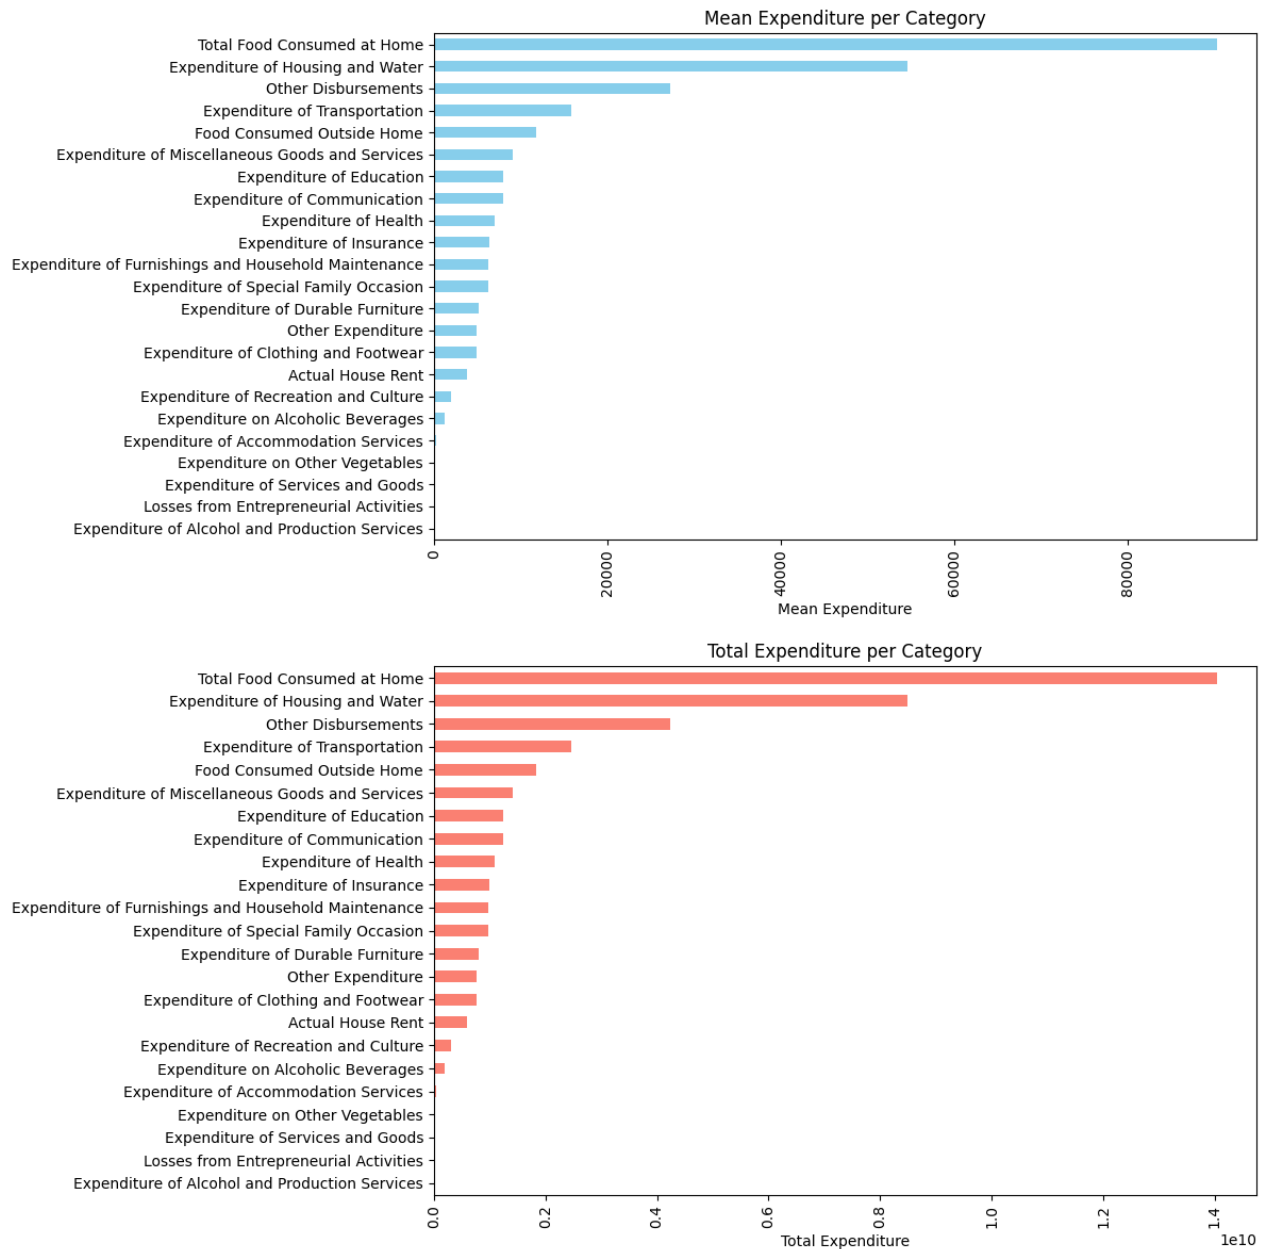 Mean Expenditure per Category
Total Food Consumed at Home
Expenditure of Housing and Water
Other Disbursements
Expenditure of Transportation
Food Consumed Outside Home
Expenditure of Miscellaneous Goods and Services
Expenditure of Education
Expenditure of Communication
Expenditure of Health
Expenditure of Insurance
Expenditure of Furnishings and Household Maintenance
Expenditure of Special Family Occasion
Expenditure of Durable Furniture
Other Expenditure
Expenditure of Clothing and Footwear
Actual House Rent
Expenditure of Recreation and Culture
Expenditure on Alcoholic Beverages
Expenditure of Accommodation Services
Expenditure on Other Vegetables
Expenditure of Services and Goods
Losses from Entrepreneurial Activities
Expenditure of Alcohol and Production Services
0 20000 40000 60000 80000
Mean Expenditure
Total Expenditure per Category
Total Food Consumed at Home
Expenditure of Housing and Water
Other Disbursements
Expenditure of Transportation
Food Consumed Outside Home
Expenditure of Miscellaneous Goods and Services
Expenditure of Education
Expenditure of Communication
Expenditure of Health
Expenditure of Insurance
Expenditure of Furnishings and Household Maintenance
Expenditure of Special Family Occasion
Expenditure of Durable Furniture
Other Expenditure
Expenditure of Clothing and Footwear
Actual House Rent
Expenditure of Recreation and Culture
Expenditure on Alcoholic Beverages
Expenditure of Accommodation Services
Expenditure on Other Vegetables
Expenditure of Services and Goods
Losses from Entrepreneurial Activities
Expenditure of Alcohol and Production Services
0.0 0.2 0.4 0.6 0.8 1.0 1.2 1.4
Total Expenditure 1e10